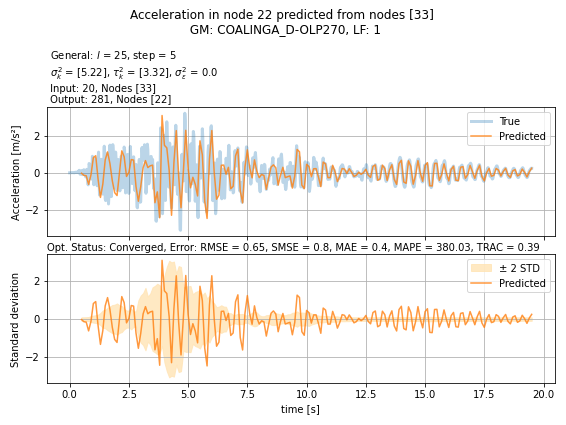 Acceleration in node 22 predicted from nodes [33]
GM: COALINGA_D-OLP270, LF: 1
General: l = 25, step = 5
σ²ₖ = [5.22], τ²ₖ = [3.32], σ²ε = 0.0
Input: 20, Nodes [33]
Output: 281, Nodes [22]
True
Predicted
Acceleration [m/s²]
2
0
−2
Opt. Status: Converged, Error: RMSE = 0.65, SMSE = 0.8, MAE = 0.4, MAPE = 380.03, TRAC = 0.39
± 2 STD
Predicted
Standard deviation
2
0
−2
0.0 2.5 5.0 7.5 10.0 12.5 15.0 17.5 20.0
time [s]